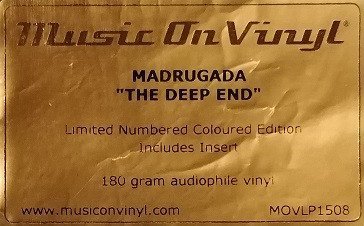 Music On Vinyl®
MADRUGADA
"THE DEEP END"
Limited Numbered Coloured Edition
Includes Insert
180 gram audiophile vinyl
www.musiconvinyl.com MOVLP1508